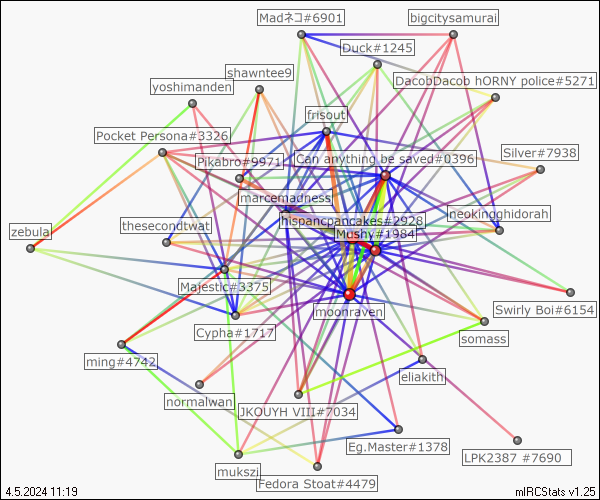 Madネコ#6901
bigcitysamurai
Duck#1245
shawntee9
DacobDacob hORNY police#5271
yoshimanden
frisout
Pocket Persona#3326
Silver#7938
Pikabro#9971
Can anything be saved#0396
marcemadness
hispancpancakes#2928
neokingghidorah
thesecondtwat
zebula
Mushy#1984
Majestic#3375
Swirly Boi#6154
moonraven
Cypha#1717
somass
ming#4742
eliakith
normalwan
JKOUYH VIII#7034
Eg.Master#1378
LPK2387 #7690
mukszi
Fedora Stoat#4479
4.5.2024 11:19
mIRCStats v1.25